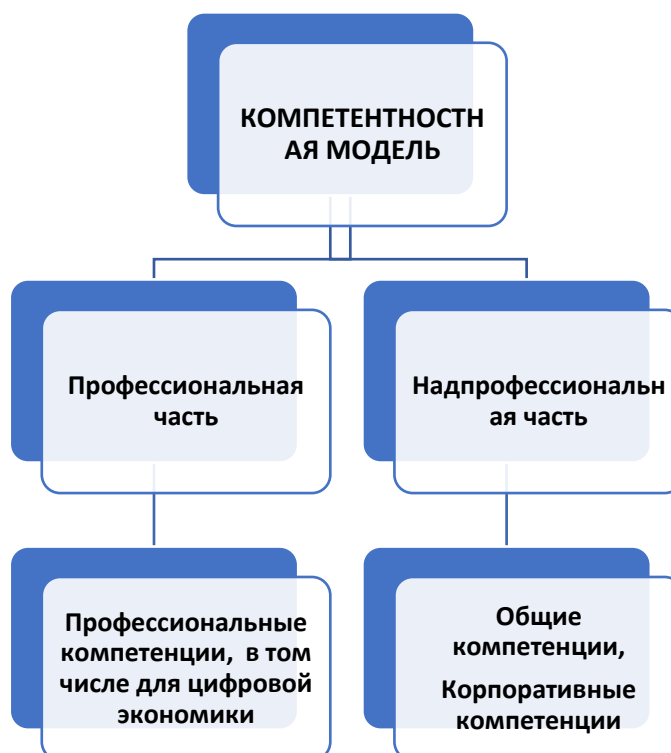 КОМПЕТЕНТНОСТН
АЯ МОДЕЛЬ
Профессиональная
часть
Надпрофессиональн
ая часть
Профессиональные
компетенции, в том
числе для цифровой
экономики
Общие
компетенции,
Корпоративные
компетенции